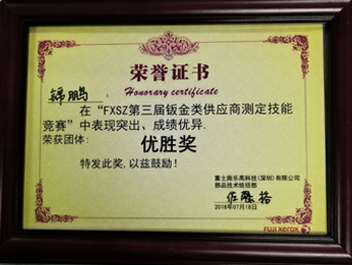 荣誉证书
Honorary certificate
锦鹏：
在“FXSZ第三届钣金类供应商测定技能
竞赛”中表现突出、成绩优异.
荣获团体：
优胜奖
特发此奖,以兹鼓励！
富士施乐高科技（深圳）有限公司
部品技术统括部
2018年07月18日
FUJI XEROX